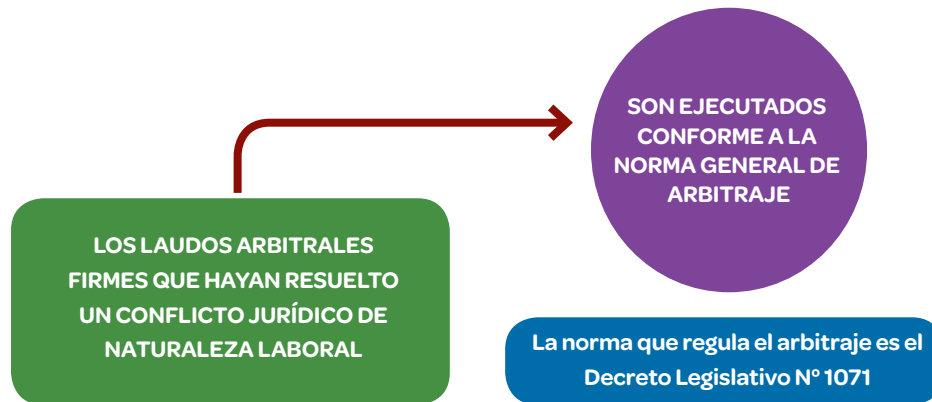 SON EJECUTADOS
CONFORME A LA
NORMA GENERAL DE
ARBITRAJE
LOS LAUDOS ARBITRALES
FIRMES QUE HAYAN RESUELTO
UN CONFLICTO JURÍDICO DE
NATURALEZA LABORAL
La norma que regula el arbitraje es el
Decreto Legislativo Nº 1071